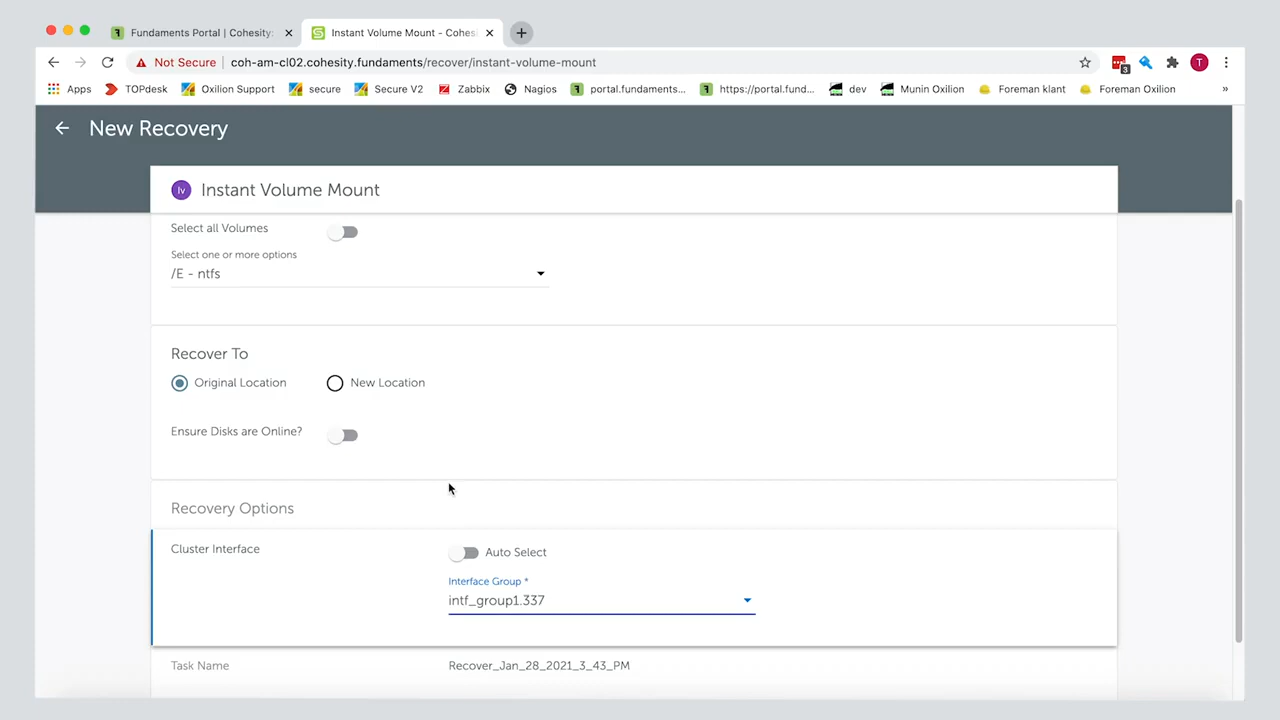 Fundaments Portal | Cohesity:
Instant Volume Mount - Cohes
Not Secure | coh-am-cl02.cohesity.fundaments/recover/instant-volume-mount
3
T
Apps TOPdesk Oxilion Support secure Secure V2 Zabbix Nagios portal.fundaments... https://portal.fund... dev Munin Oxilion Foreman klant Foreman Oxilion »
New Recovery
Iv Instant Volume Mount
Select all Volumes
Select one or more options
/E - ntfs
Recover To
Original Location New Location
Ensure Disks are Online?
Recovery Options
Cluster Interface Auto Select
Interface Group *
intf_group1.337
Task Name Recover_Jan_28_2021_3_43_PM